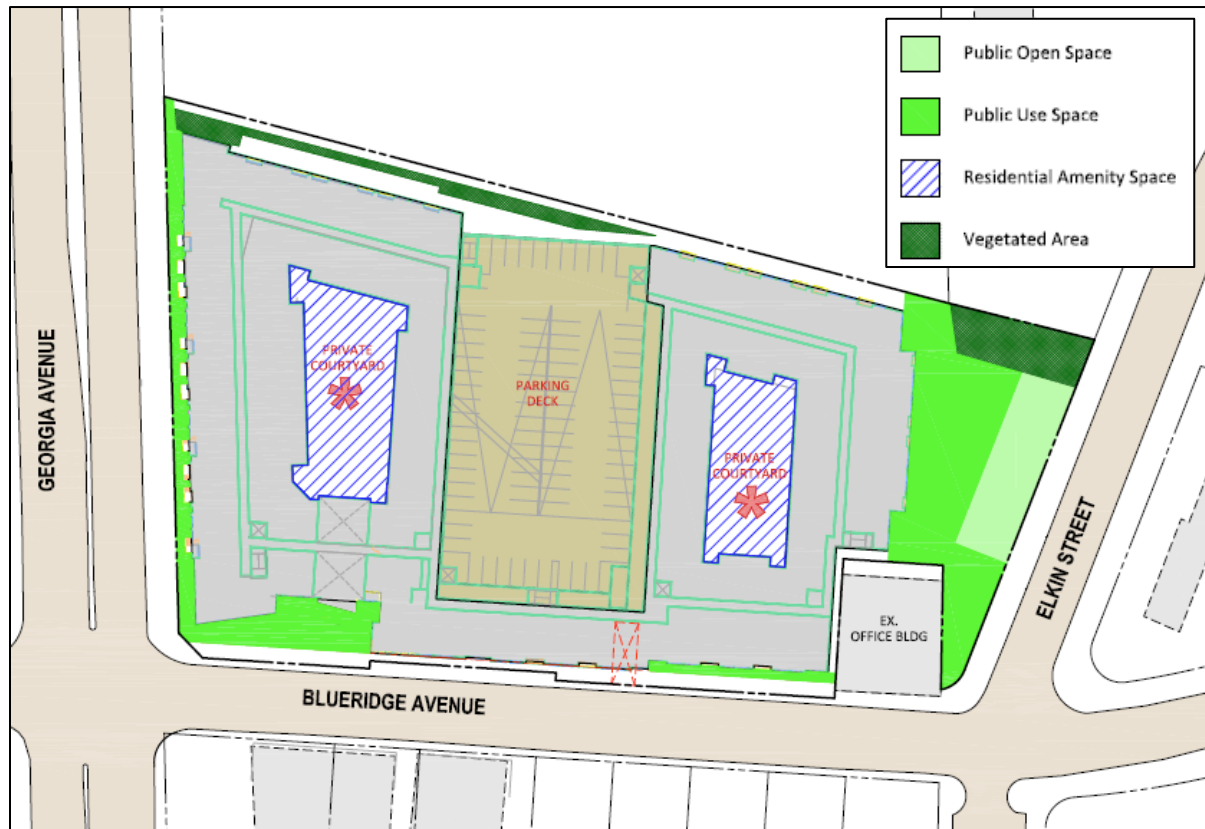 Public Open Space
Public Use Space
Residential Amenity Space
Vegetated Area
GEORGIA AVENUE
PRIVATE
COURTYARD
PARKING
DECK
PRIVATE
COURTYARD
ELKIN STREET
EX.
OFFICE BLDG
BLUERIDGE AVENUE